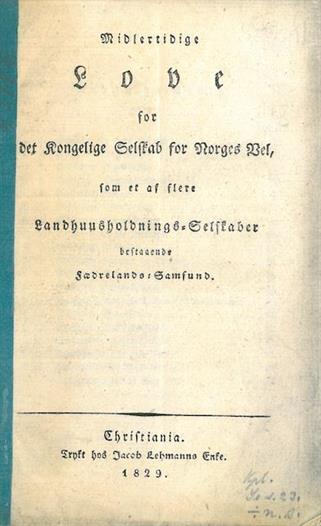 Midlertidige
Love
for
det Kongelige Selskab for Norges Vel,
som et af flere
Landhuusholdnings-Selskaber
bestaaende
Fædrelands-Samfund.
Christiania.
Trykt hos Jacob Lehmanns Enke.
1829.